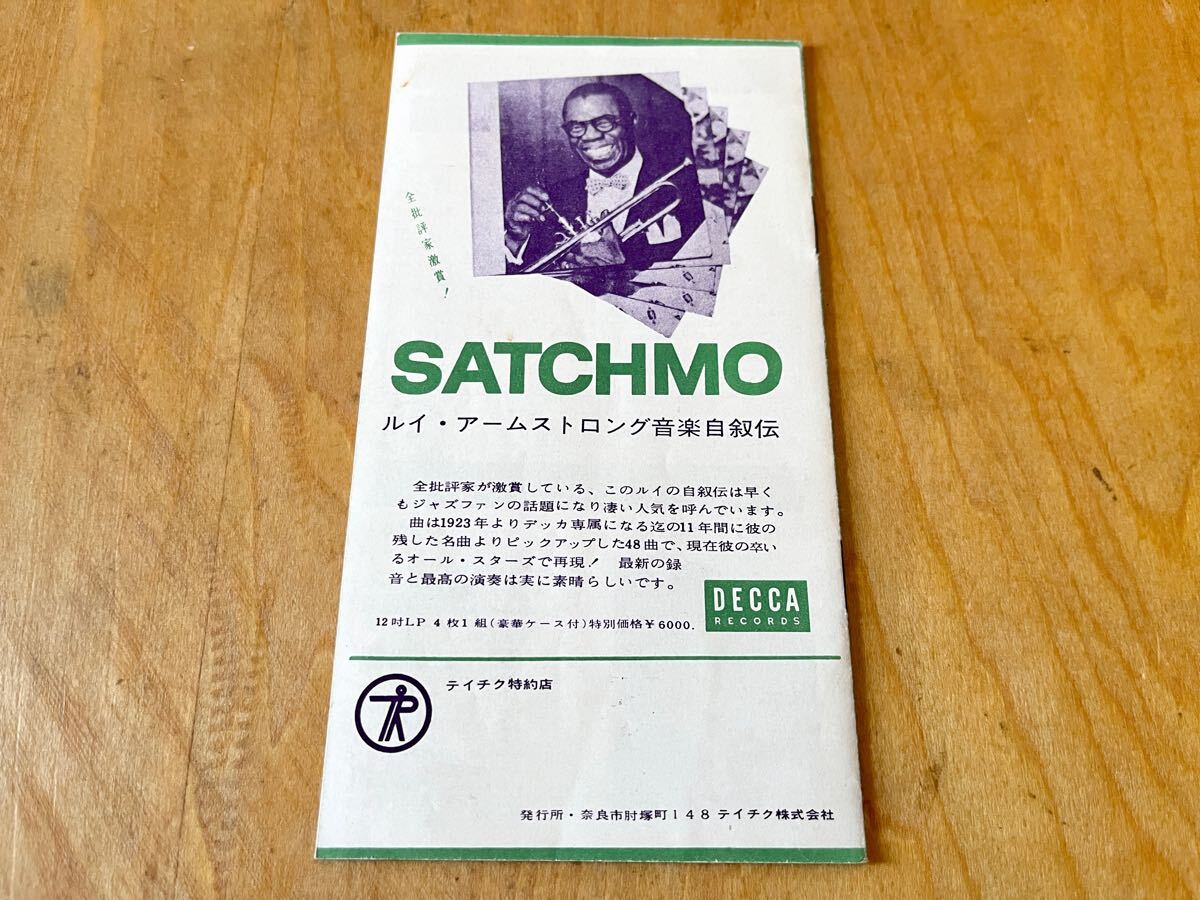 全批評家激賞！
SATCHMO
ルイ・アームストロング音楽自叙伝
全批評家が激賞している、このルイの自叙伝は早く
もジャズファンの話題になり凄い人気を呼んでいます。
曲は1923年よりデッカ専属になる迄の11年間に彼の
残した名曲よりピックアップした48曲で、現在彼の卒い
るオール・スターズで再現！　最新の録
音と最高の演奏は実に素晴らしいです。
DECCA
RECORDS
12吋LP 4枚1組(豪華ケース付)特別価格￥6000.
テイチク特約店
発行所・奈良市肘塚町148 テイチク株式会社